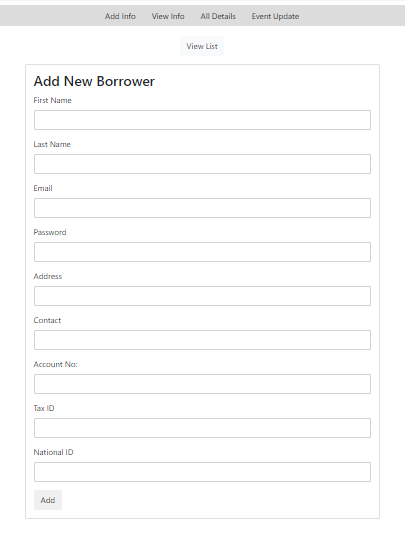 Add Info View Info All Details Event Update
View List
Add New Borrower
First Name
Last Name
Email
Password
Address
Contact
Account No:
Tax ID
National ID
Add